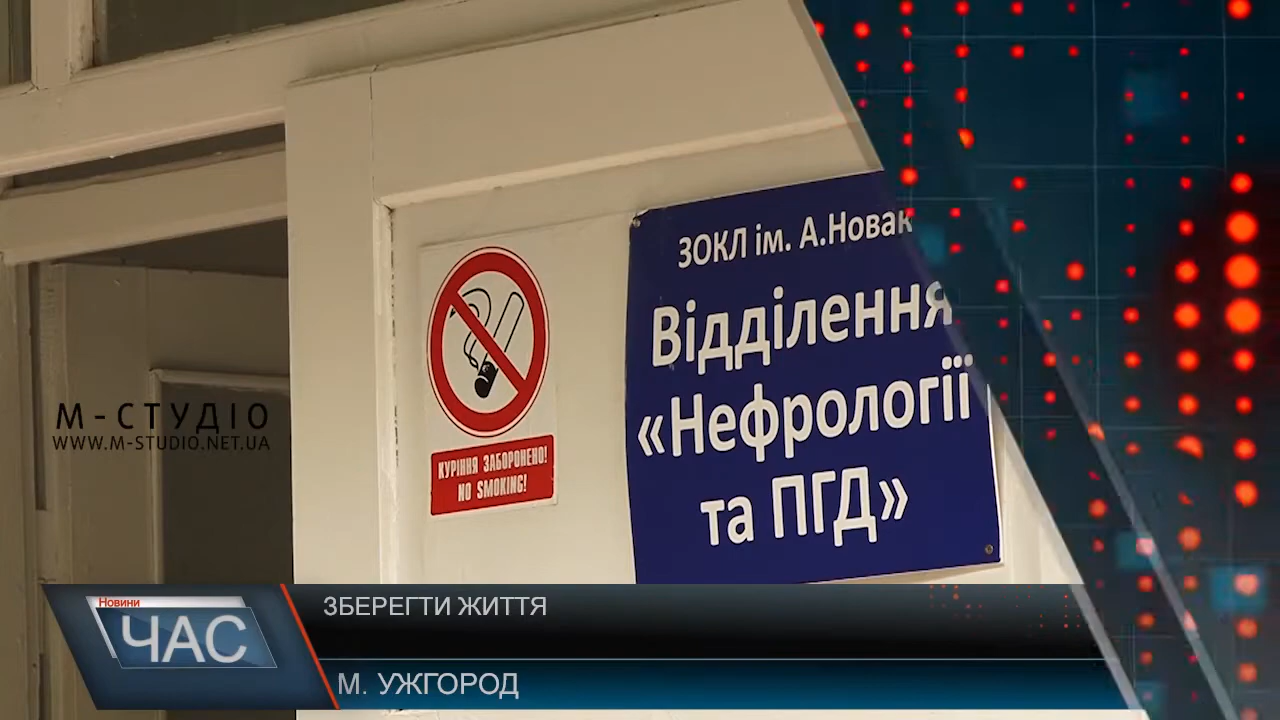 ЗОКЛ ім. А.Новак
Відділення
«Нефрології
та ПГД»
КУРІННЯ ЗАБОРОНЕНО!
NO SMOKING!
М-СТУДІО
WWW.M-STUDIO.NET.UA
Новини
ЧАС
ЗБЕРЕГТИ ЖИТТЯ
М. УЖГОРОД